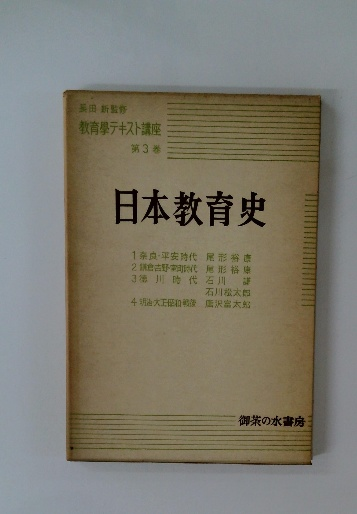 長田 新監修
教育學テキスト講座
第3巻
日本教育史
1 奈良・平安時代 尾形裕康
2 鎌倉吉野室町時代 尾形裕康
3 徳川時代 石川謙
石川松太郎
4 明治・大正昭和戦後 唐沢富太郎
御茶の水書房